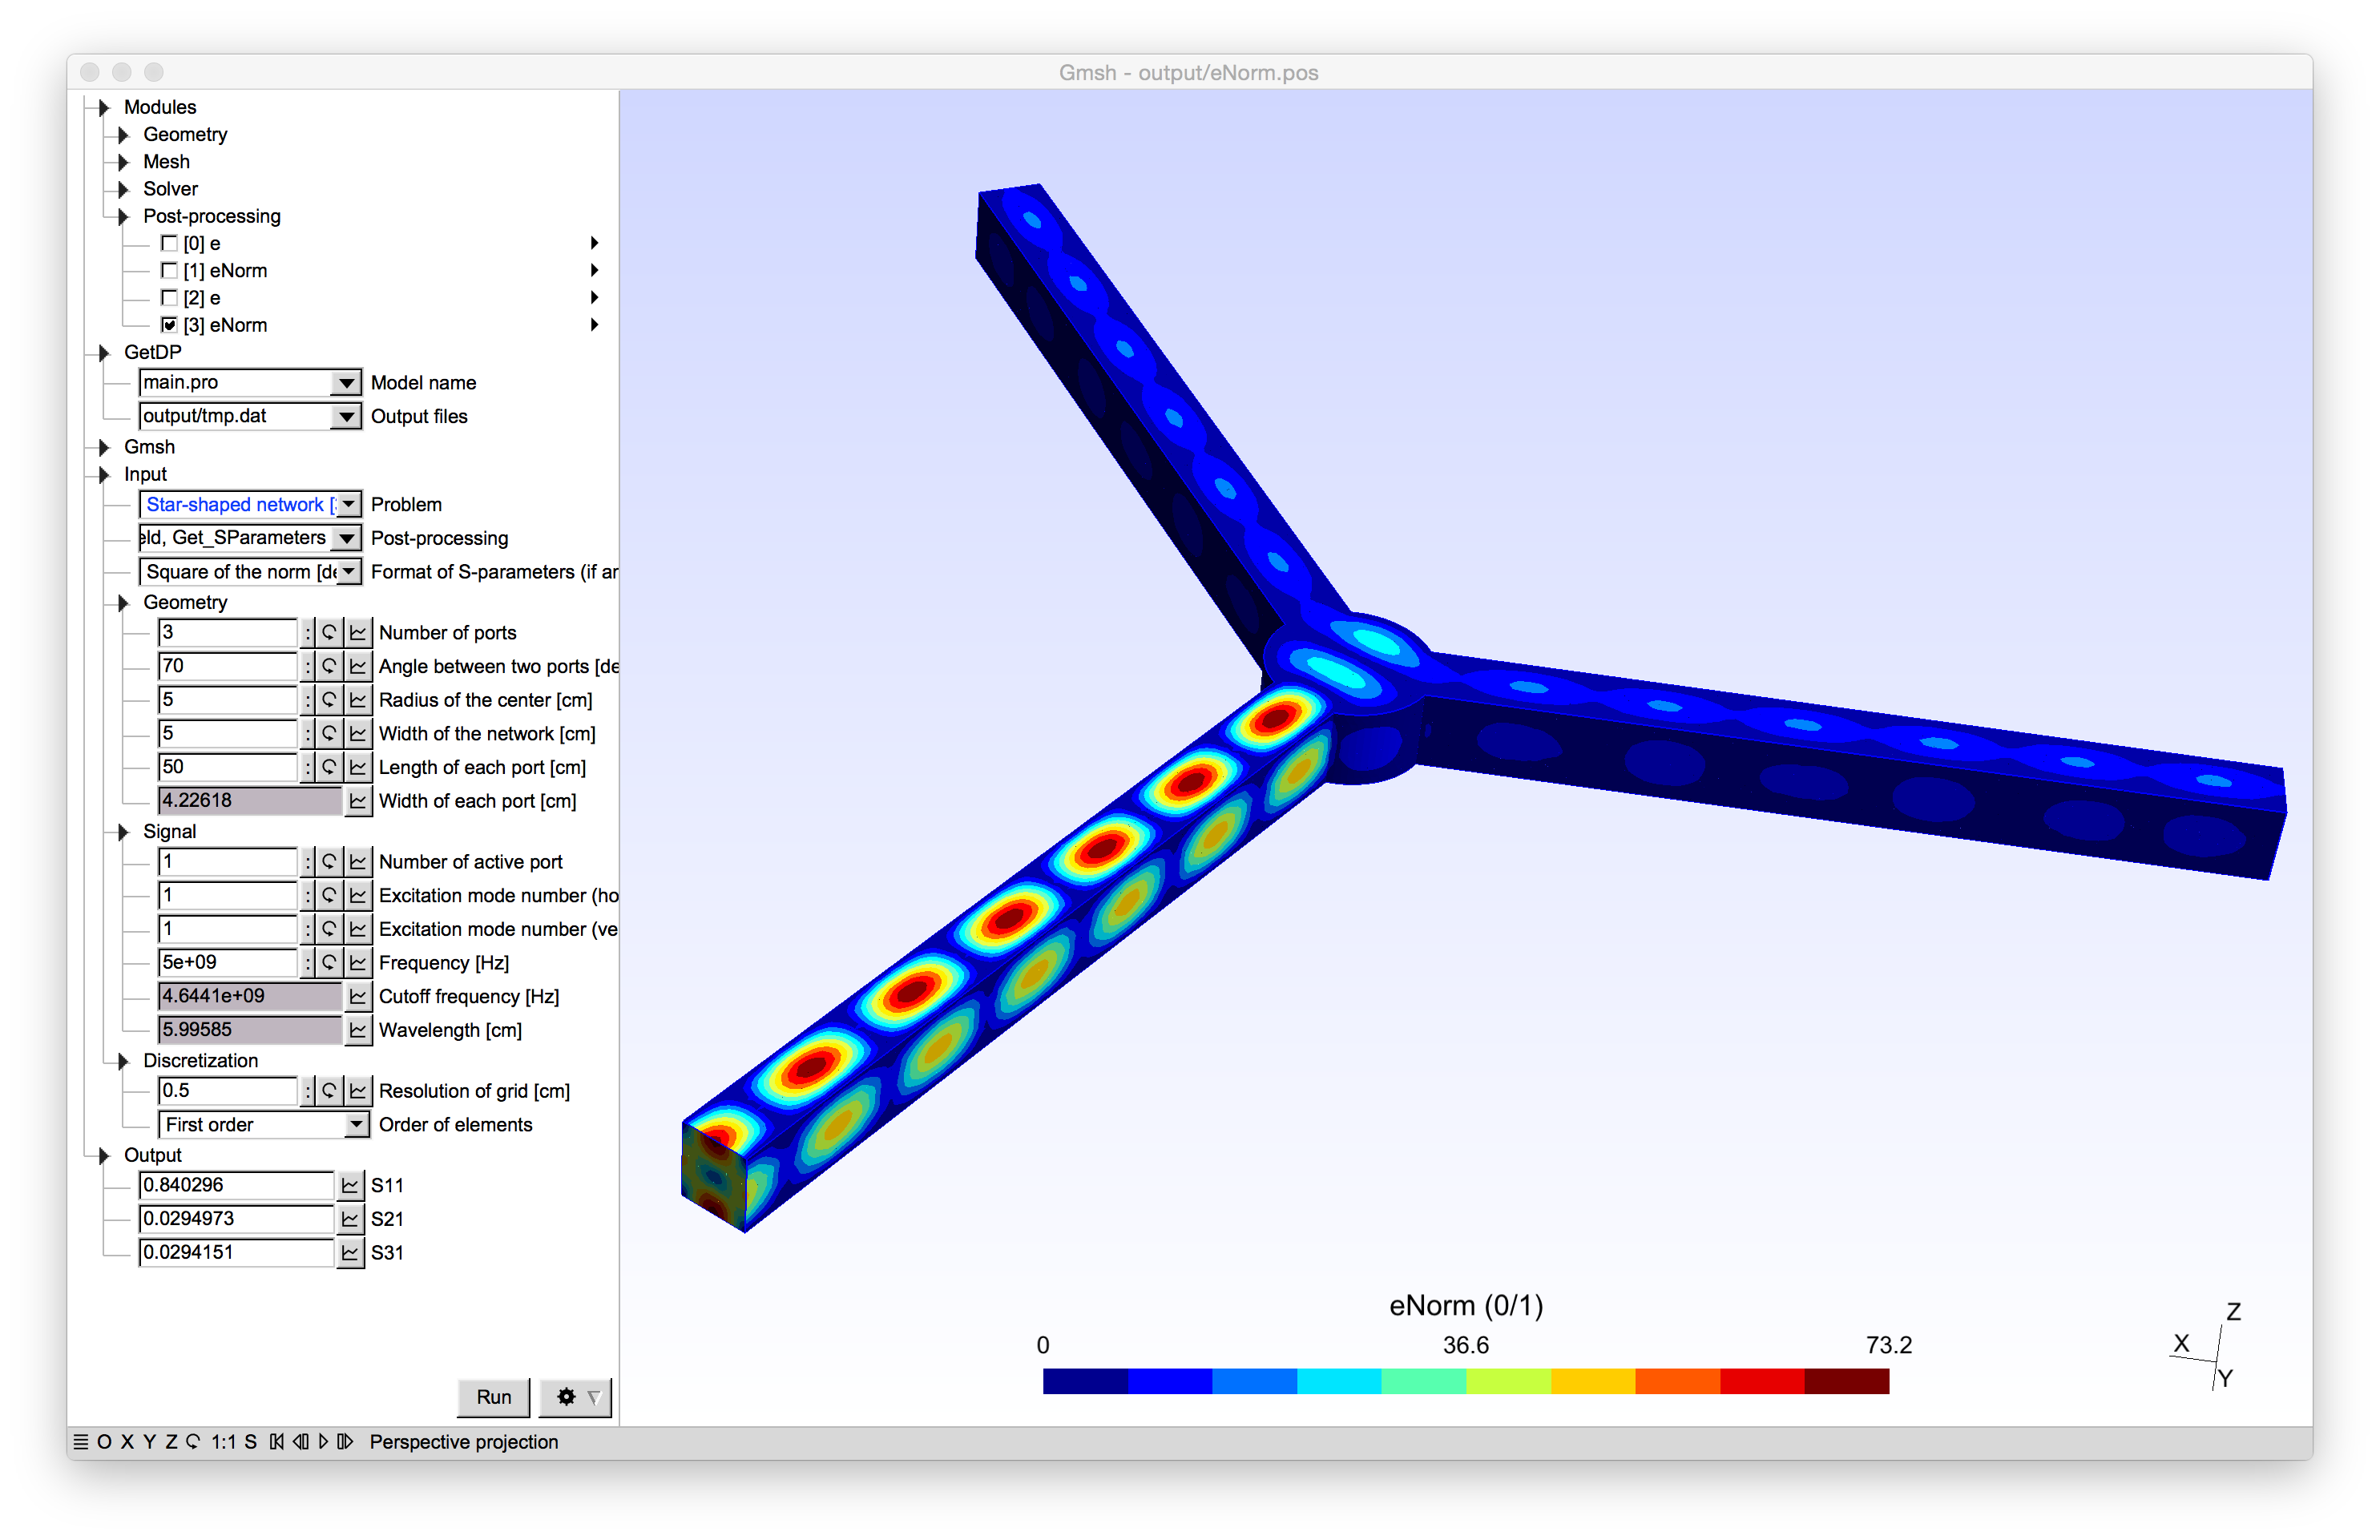 Gmsh - output/eNorm.pos
Modules
Geometry
Mesh
Solver
Post-processing
[0] e
[1] eNorm
[2] e
[3] eNorm
GetDP
main.pro Model name
output/tmp.dat Output files
Gmsh
Input
Star-shaped network [ Problem
eld, Get_SParameters Post-processing
Square of the norm [de Format of S-parameters (if ar
Geometry
3 : Number of ports
70 : Angle between two ports [de
5 : Radius of the center [cm]
5 : Width of the network [cm]
50 : Length of each port [cm]
4.22618 Width of each port [cm]
Signal
1 : Number of active port
1 : Excitation mode number (ho
1 : Excitation mode number (ve
5e+09 : Frequency [Hz]
4.6441e+09 Cutoff frequency [Hz]
5.99585 Wavelength [cm]
Discretization
0.5 : Resolution of grid [cm]
First order Order of elements
Output
0.840296 S11
0.0294973 S21
0.0294151 S31
Run
O X Y Z 1:1 S Perspective projection
eNorm (0/1)
0 36.6 73.2
Z
X
Y